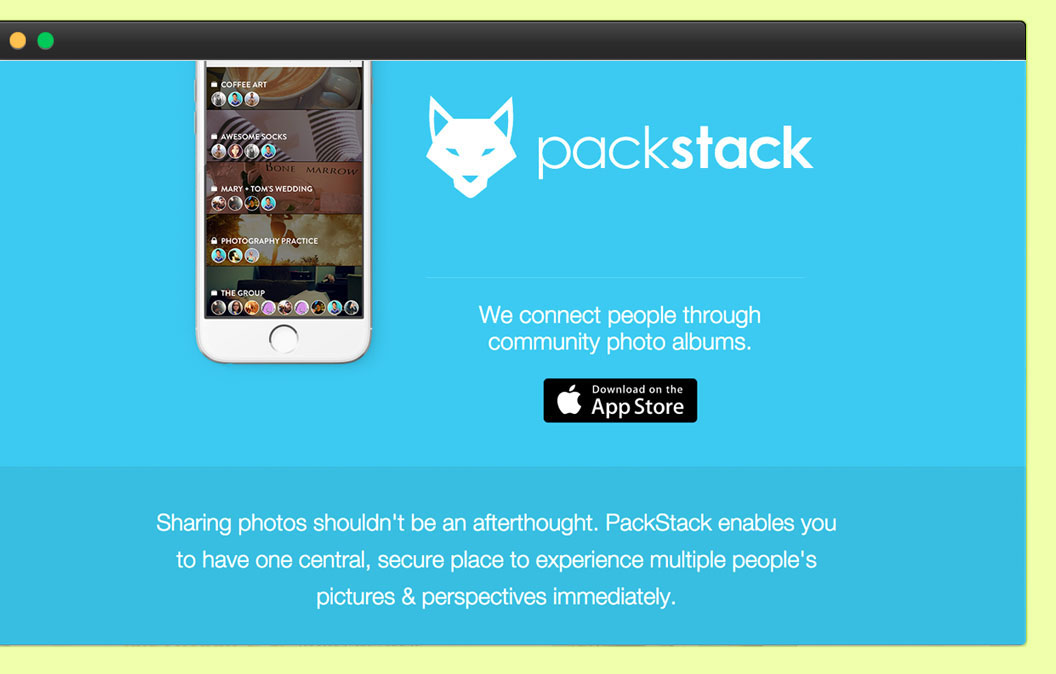 COFFEE ART
AWESOME SOCKS
BONE MARROW
MARY + TOM'S WEDDING
PHOTOGRAPHY PRACTICE
THE GROUP
packstack
We connect people through
community photo albums.
Download on the
App Store
Sharing photos shouldn't be an afterthought. PackStack enables you
to have one central, secure place to experience multiple people's
pictures & perspectives immediately.